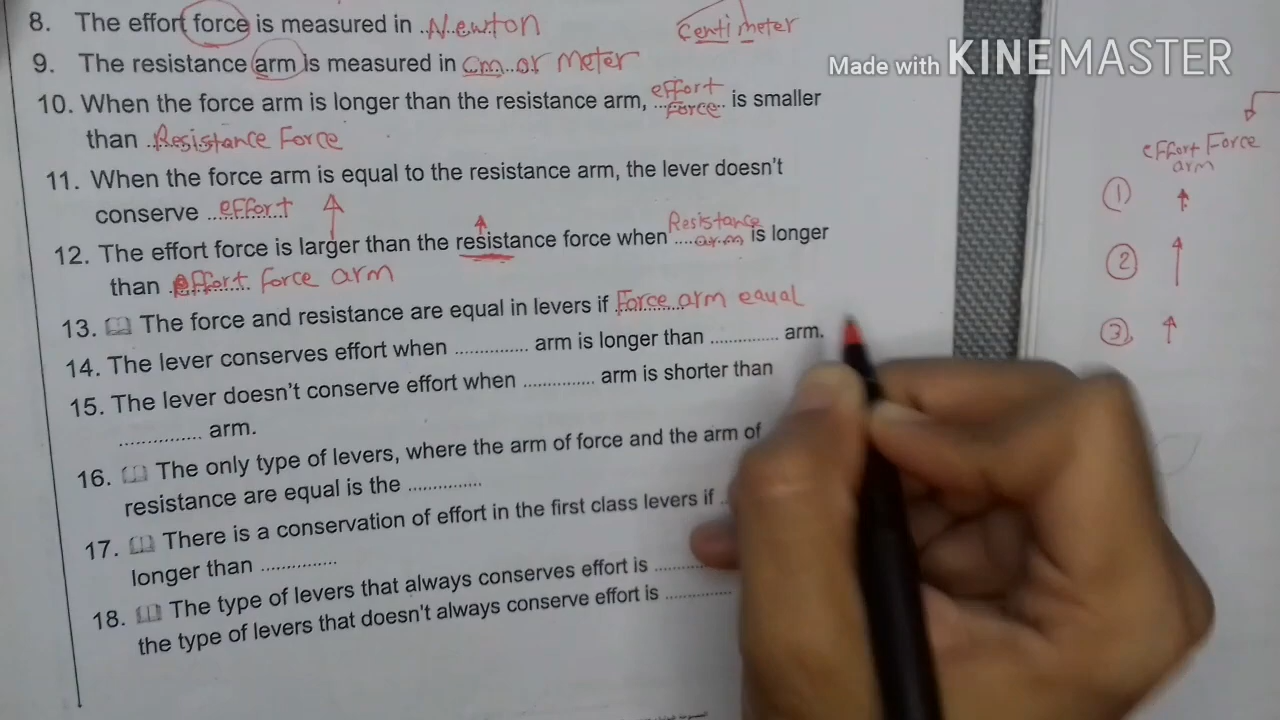 8. The effort force is measured in ..Newton
centi meter
Made with KINEMASTER
9. The resistance arm is measured in cm..or meter
10. When the force arm is longer than the resistance arm, ...effort Force.. is smaller
than ..Resistance Force
11. When the force arm is equal to the resistance arm, the lever doesn't
conserve ..effort
12. The effort force is larger than the resistance force when Resistance ....arm is longer
than .effort force arm
13. The force and resistance are equal in levers if Force arm equal
14. The lever conserves effort when .............. arm is longer than ............. arm.
15. The lever doesn't conserve effort when .............. arm is shorter than
................ arm.
16. The only type of levers, where the arm of force and the arm of
resistance are equal is the ...............
17. There is a conservation of effort in the first class levers if ..
longer than ...............
18. The type of levers that always conserves effort is ..........
the type of levers that doesn't always conserve effort is ..............
effort Force
arm
1
2
3